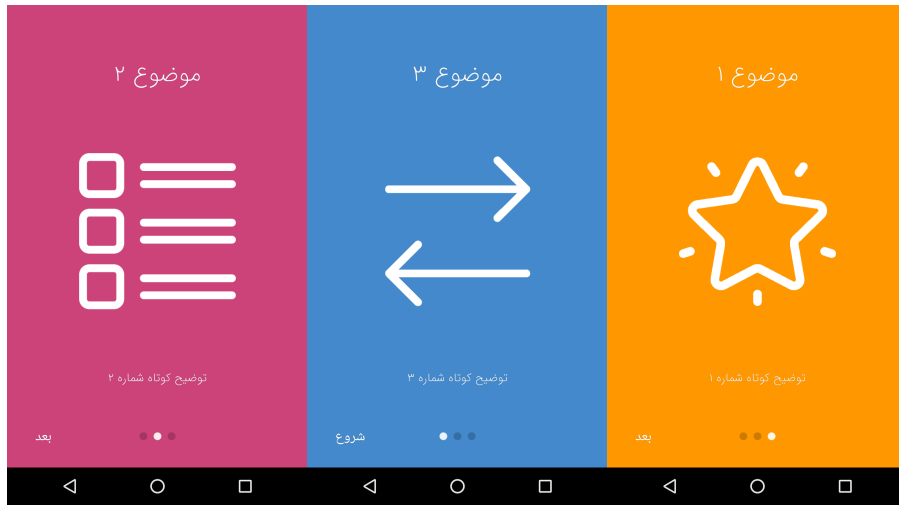 موضوع ۱
توضیح کوتاه شماره ۱
بعد
موضوع ۳
توضیح کوتاه شماره ۳
شروع
موضوع ۲
توضیح کوتاه شماره ۲
بعد